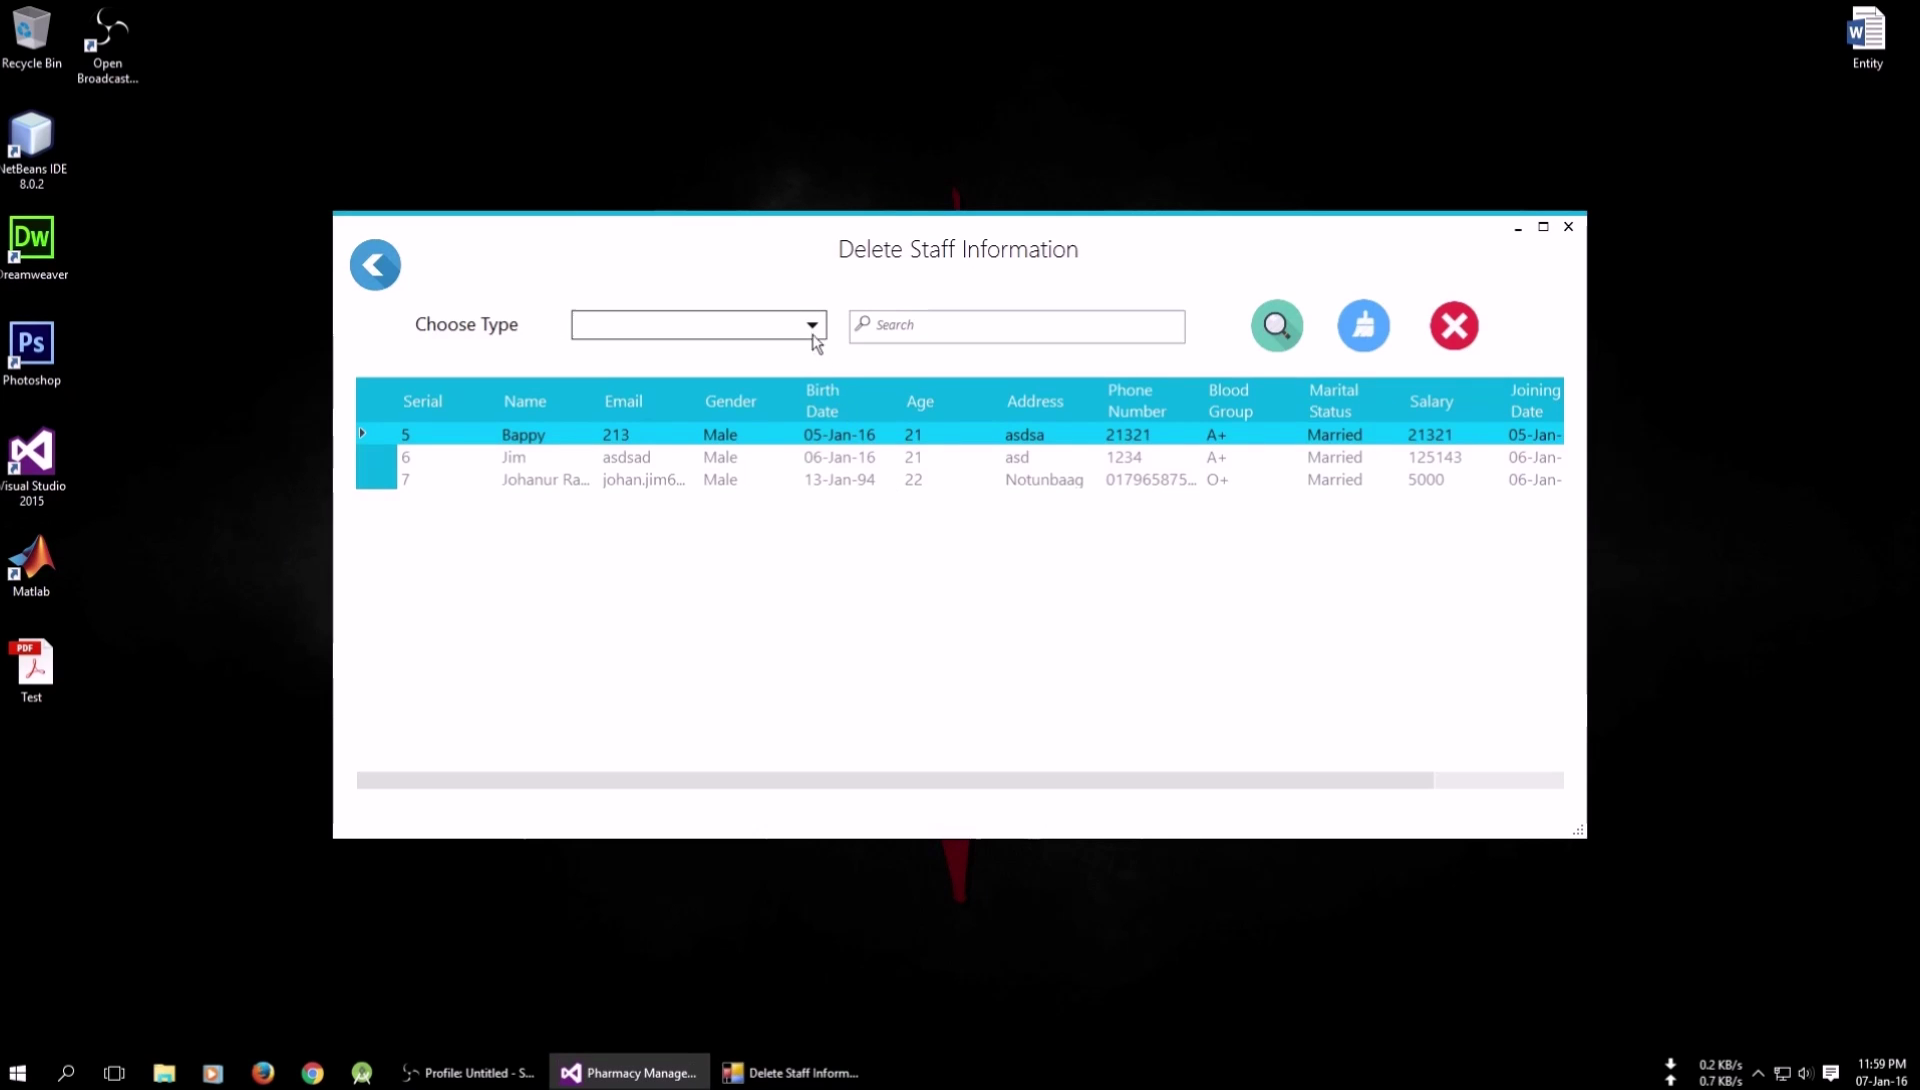 Recycle Bin
Open
Broadcast...
W
Entity
NetBeans IDE
8.0.2
Dw
Dreamweaver
Ps
Photoshop
Visual Studio
2015
Matlab
PDF
Test
Delete Staff Information
Choose Type
Search
Serial Name Email Gender Birth Date Age Address Phone Number Blood Group Marital Status Salary Joining Date
5 Bappy 213 Male 05-Jan-16 21 asdsa 21321 A+ Married 21321 05-Jan-
6 Jim asdsad Male 06-Jan-16 21 asd 1234 A+ Married 125143 06-Jan-
7 Johanur Ra... johan.jim6... Male 13-Jan-94 22 Notunbaag 017965875... O+ Married 5000 06-Jan-
Profile: Untitled - S...
Pharmacy Manage...
Delete Staff Inform...
0.2 KB/s
0.7 KB/s
11:59 PM
07-Jan-16